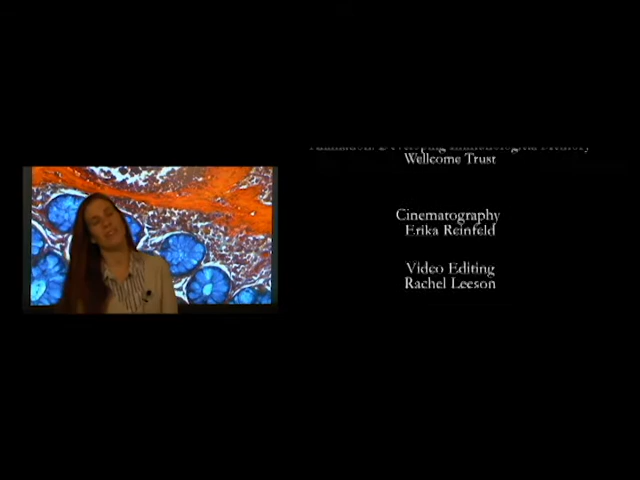 Wellcome Trust
Cinematography
Erika Reinfeld
Video Editing
Rachel Leeson